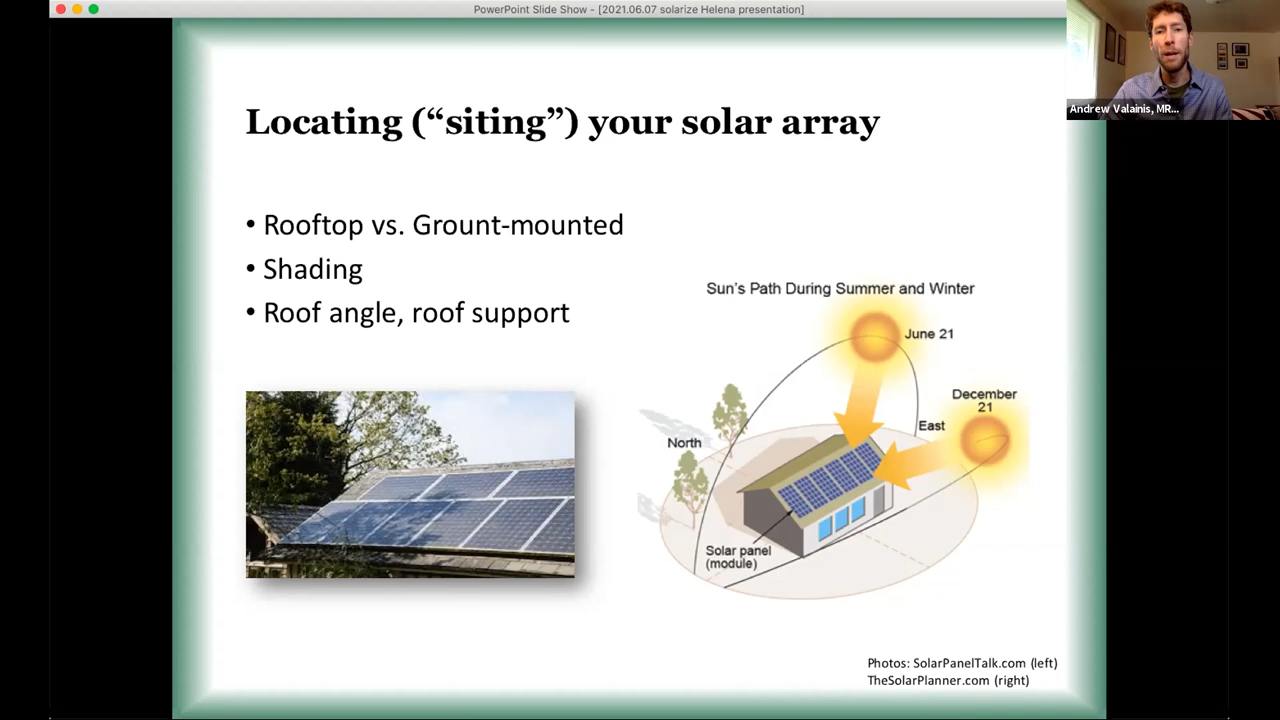 PowerPoint Slide Show - [2021.06.07 solarize Helena presentation]
Andrew Valainis, MR...
Locating (“siting”) your solar array
• Rooftop vs. Grount-mounted
• Shading
• Roof angle, roof support
Sun's Path During Summer and Winter
June 21
December
21
East
North
Solar panel
(module)
Photos: SolarPanelTalk.com (left)
TheSolarPlanner.com (right)